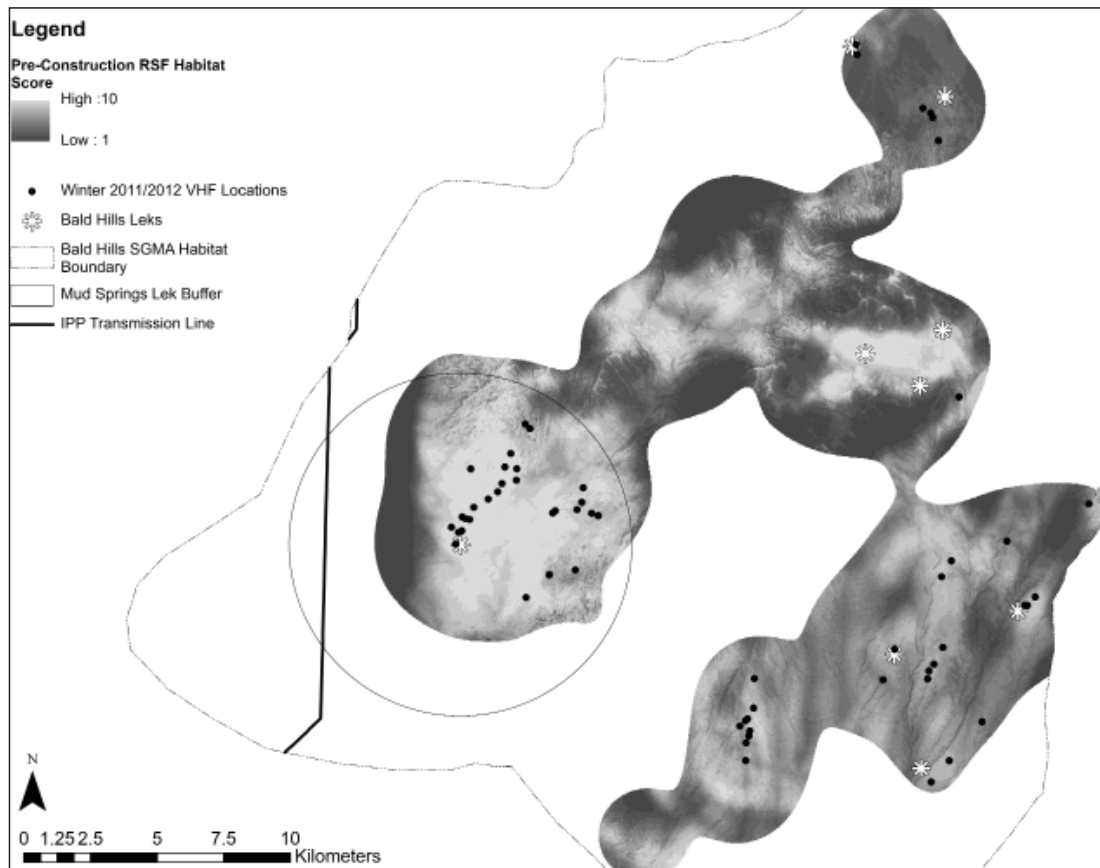 Legend
Pre-Construction RSF Habitat
Score
High :10
Low : 1
Winter 2011/2012 VHF Locations
Bald Hills Leks
Bald Hills SGMA Habitat
Boundary
Mud Springs Lek Buffer
IPP Transmission Line
N
0 1.25 2.5 5 7.5 10
Kilometers